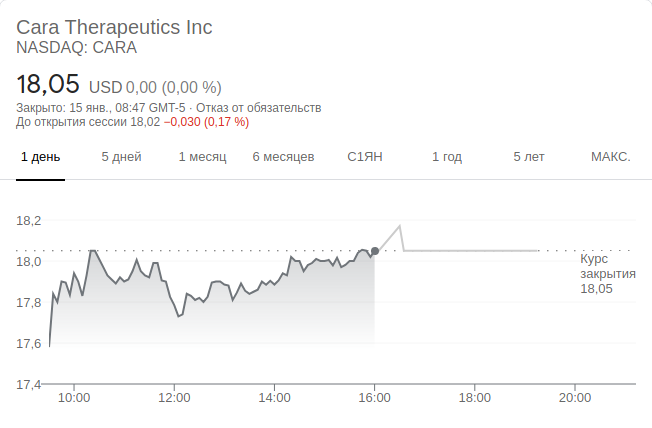 Cara Therapeutics Inc
NASDAQ: CARA
18,05 USD 0,00 (0,00 %)
Закрыто: 15 янв., 08:47 GMT-5 · Отказ от обязательств
До открытия сессии 18,02 −0,030 (0,17 %)
1 день 5 дней 1 месяц 6 месяцев С1ЯН 1 год 5 лет МАКС.
18,2
18,0
17,8
17,6
17,4
Курс
закрытия
18,05
10:00 12:00 14:00 16:00 18:00 20:00